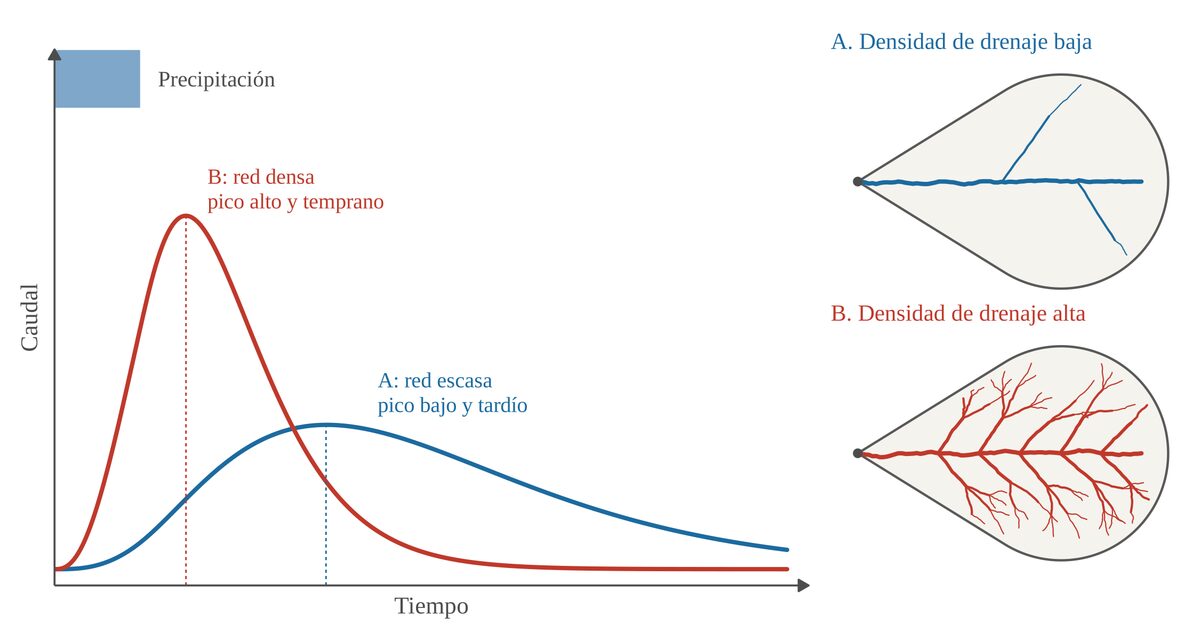 Precipitación
B: red densa
pico alto y temprano
A: red escasa
pico bajo y tardío
Caudal
Tiempo
A. Densidad de drenaje baja
B. Densidad de drenaje alta